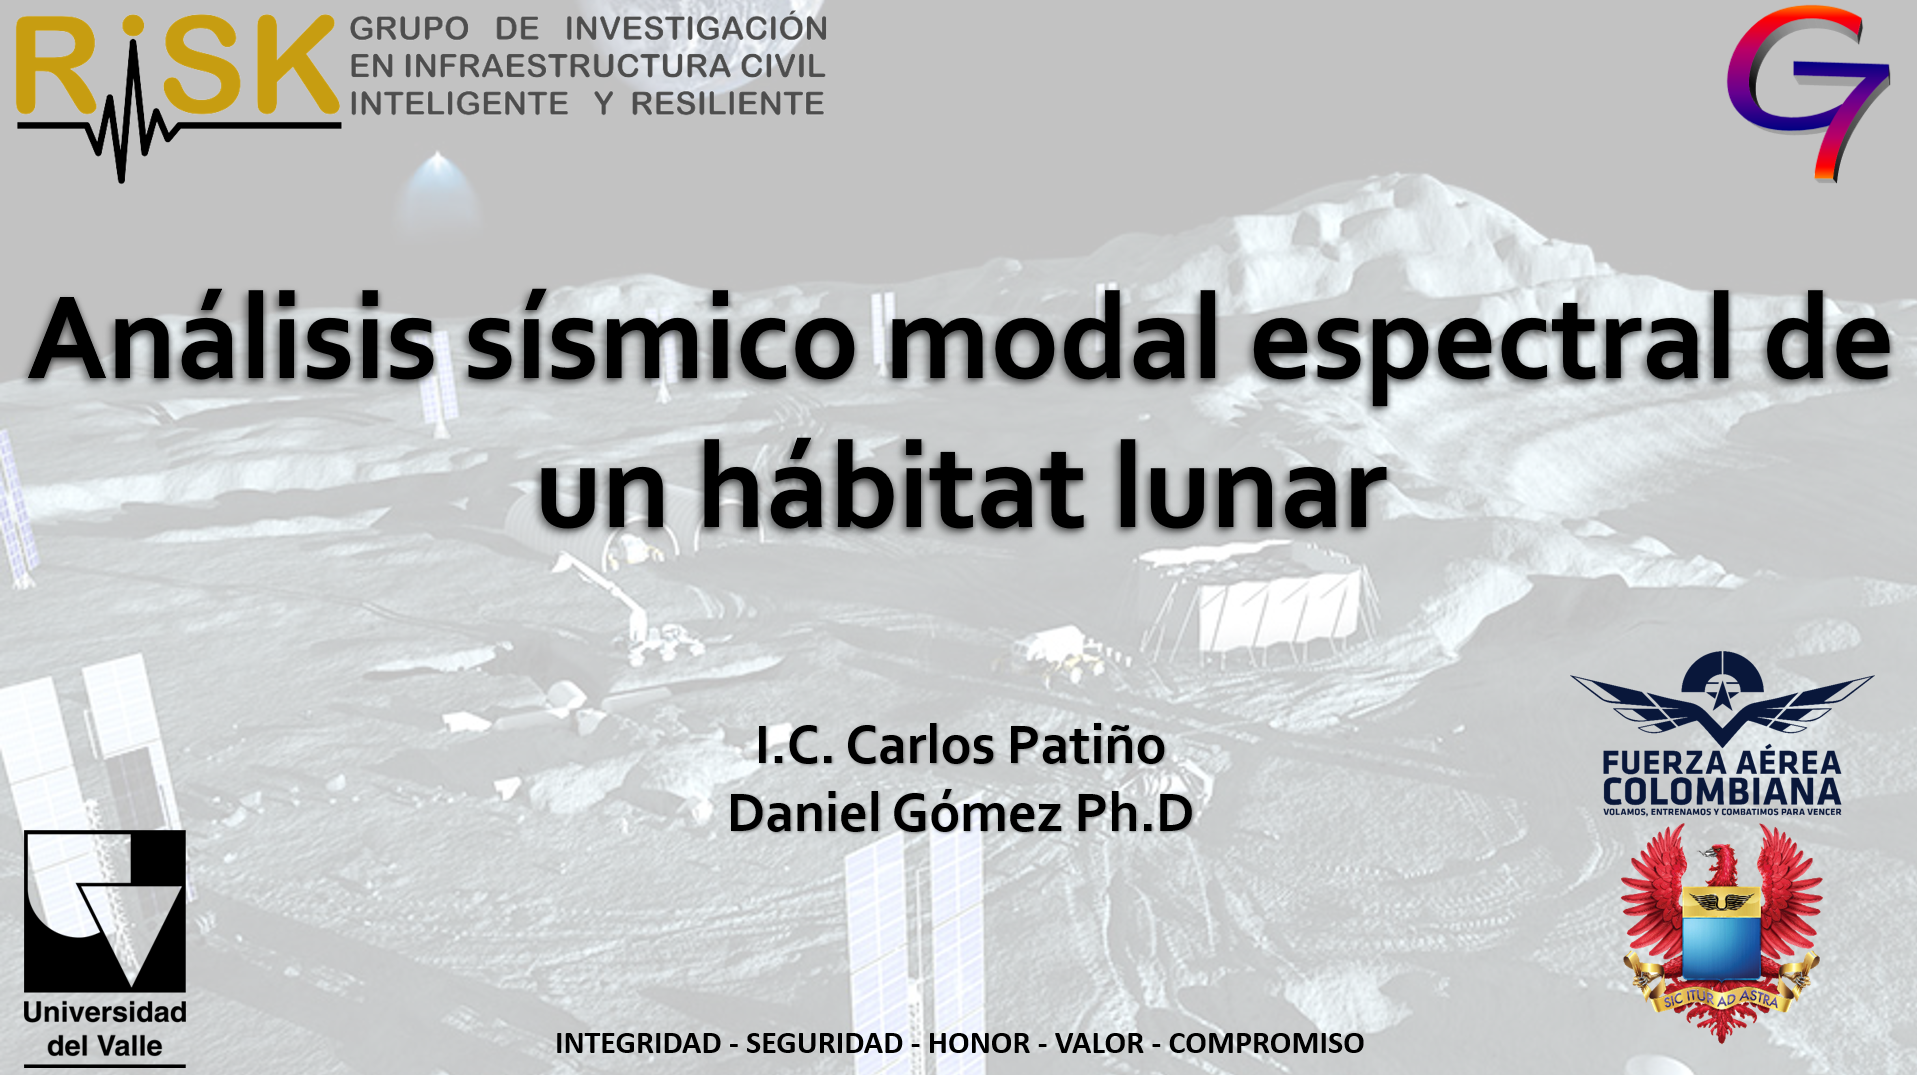 RiSK
GRUPO DE INVESTIGACIÓN
EN INFRAESTRUCTURA CIVIL
INTELIGENTE Y RESILIENTE
G7
Análisis sísmico modal espectral de
un hábitat lunar
I.C. Carlos Patiño
Daniel Gómez Ph.D
FUERZA AÉREA
COLOMBIANA
VOLAMOS, ENTRENAMOS Y COMBATIMOS PARA VENCER
SIC ITUR AD ASTRA
Universidad
del Valle
INTEGRIDAD - SEGURIDAD - HONOR - VALOR - COMPROMISO